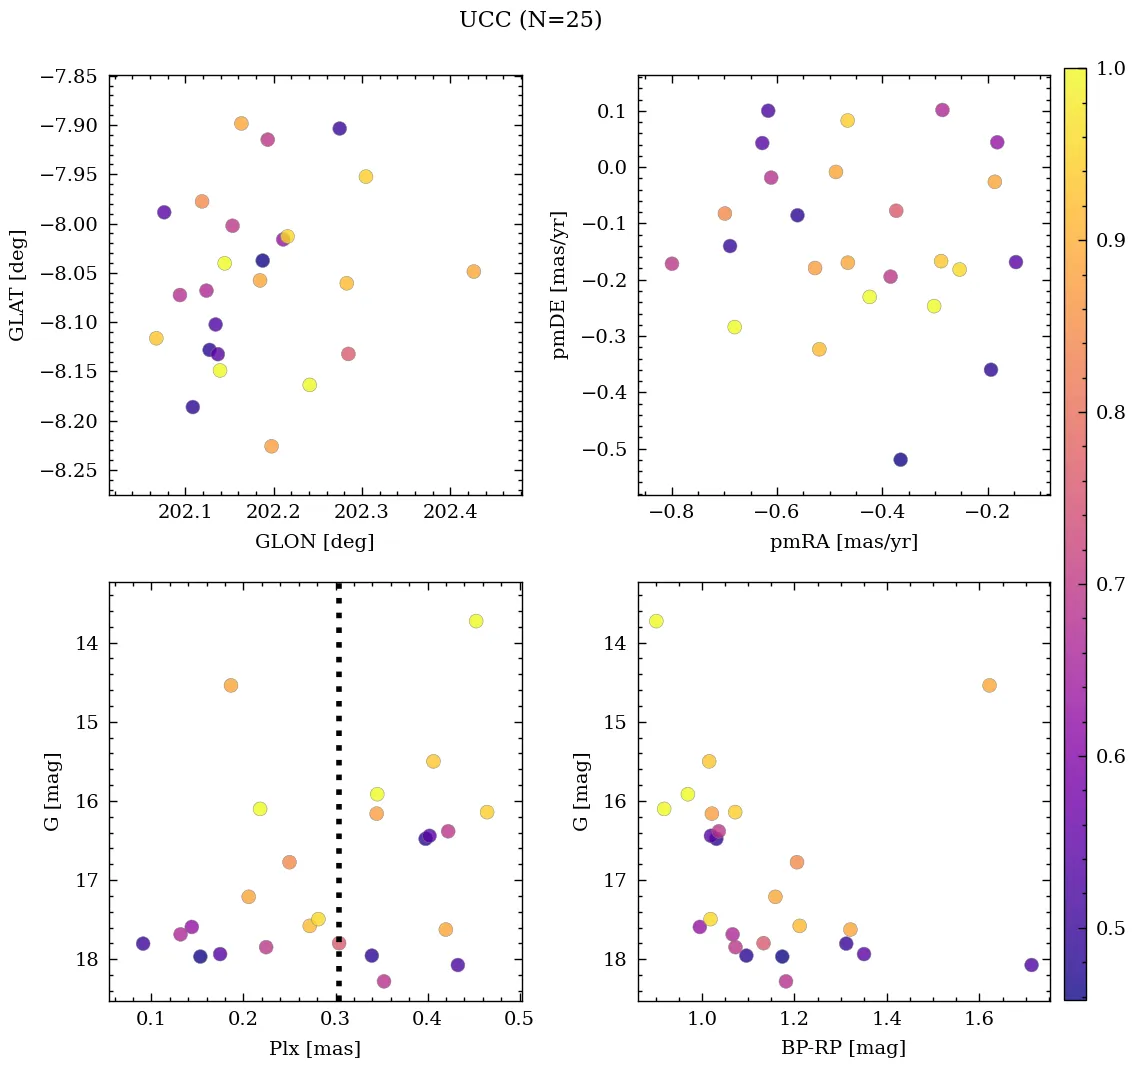 UCC (N=25)
−7.85
−7.90
−7.95
−8.00
−8.05
−8.10
−8.15
−8.20
−8.25
GLAT [deg]
202.1 202.2 202.3 202.4
GLON [deg]
0.1
0.0
−0.1
−0.2
−0.3
−0.4
−0.5
pmDE [mas/yr]
−0.8 −0.6 −0.4 −0.2
pmRA [mas/yr]
14
15
16
17
18
G [mag]
0.1 0.2 0.3 0.4 0.5
Plx [mas]
14
15
16
17
18
G [mag]
1.0 1.2 1.4 1.6
BP-RP [mag]
1.0
0.9
0.8
0.7
0.6
0.5